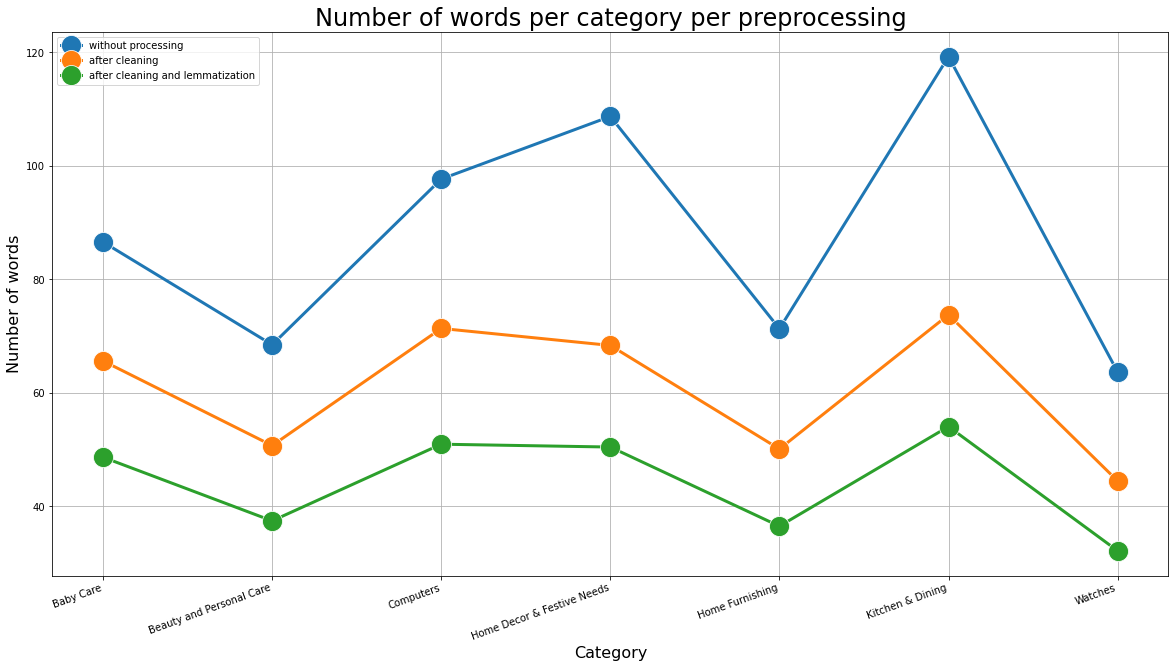 Number of words per category per preprocessing
without processing
after cleaning
after cleaning and lemmatization
Number of words
120
100
80
60
40
Baby Care
Beauty and Personal Care
Computers
Home Decor & Festive Needs
Home Furnishing
Kitchen & Dining
Watches
Category